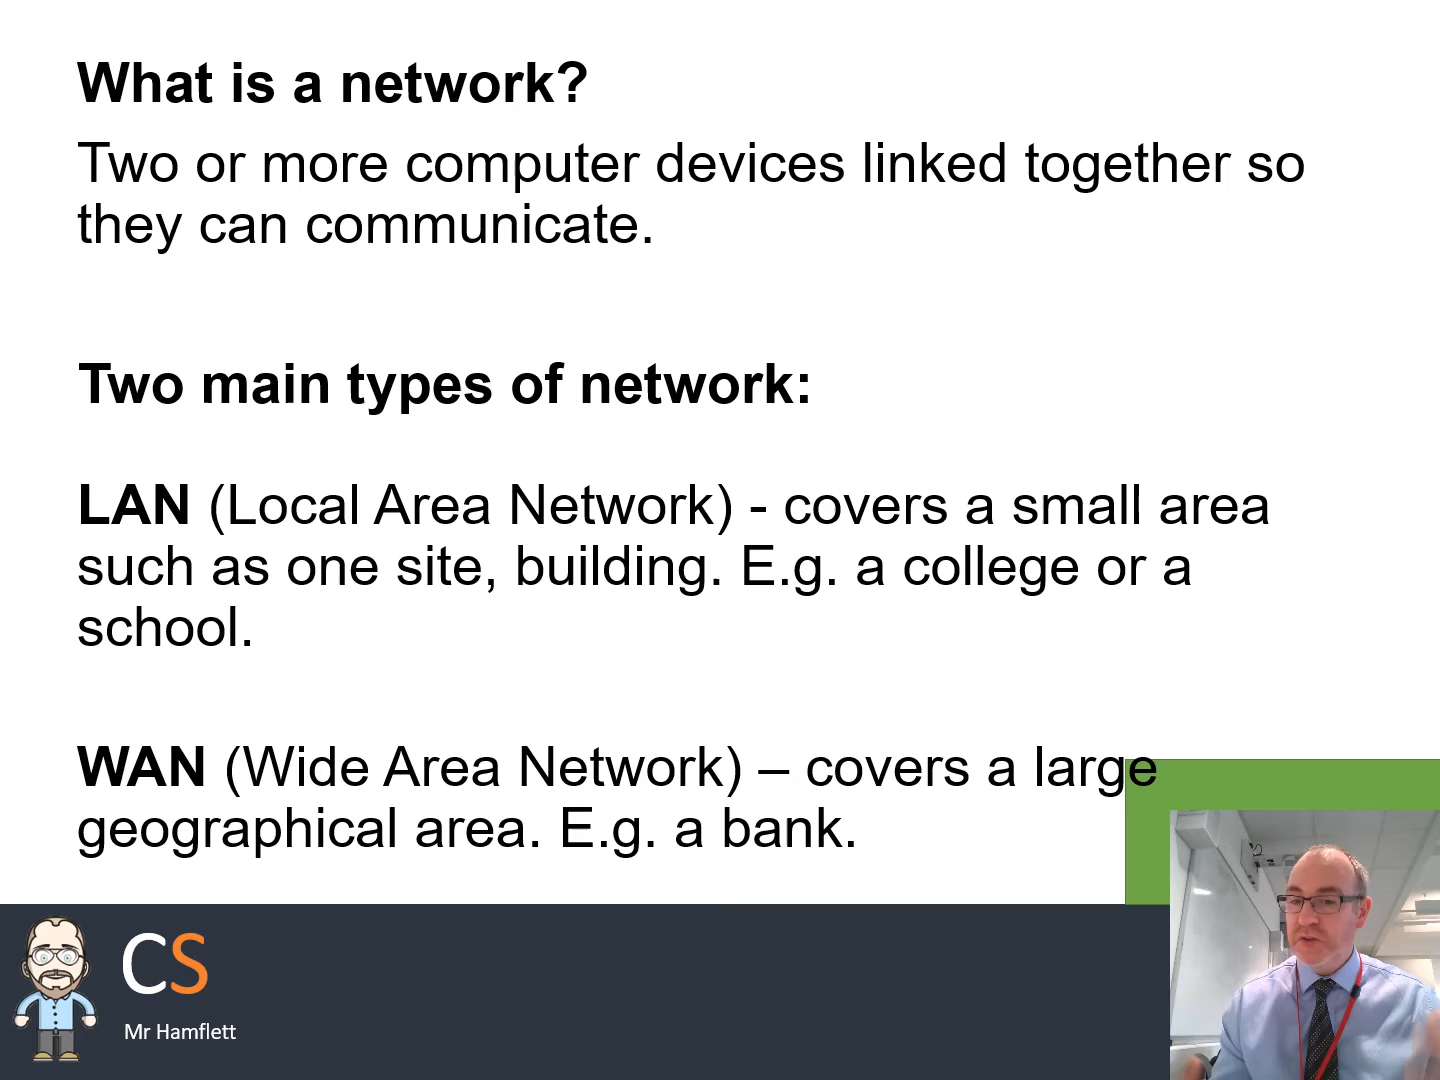 What is a network?
Two or more computer devices linked together so
they can communicate.
Two main types of network:
LAN (Local Area Network) - covers a small area
such as one site, building. E.g. a college or a
school.
WAN (Wide Area Network) – covers a large
geographical area. E.g. a bank.
CS
Mr Hamflett